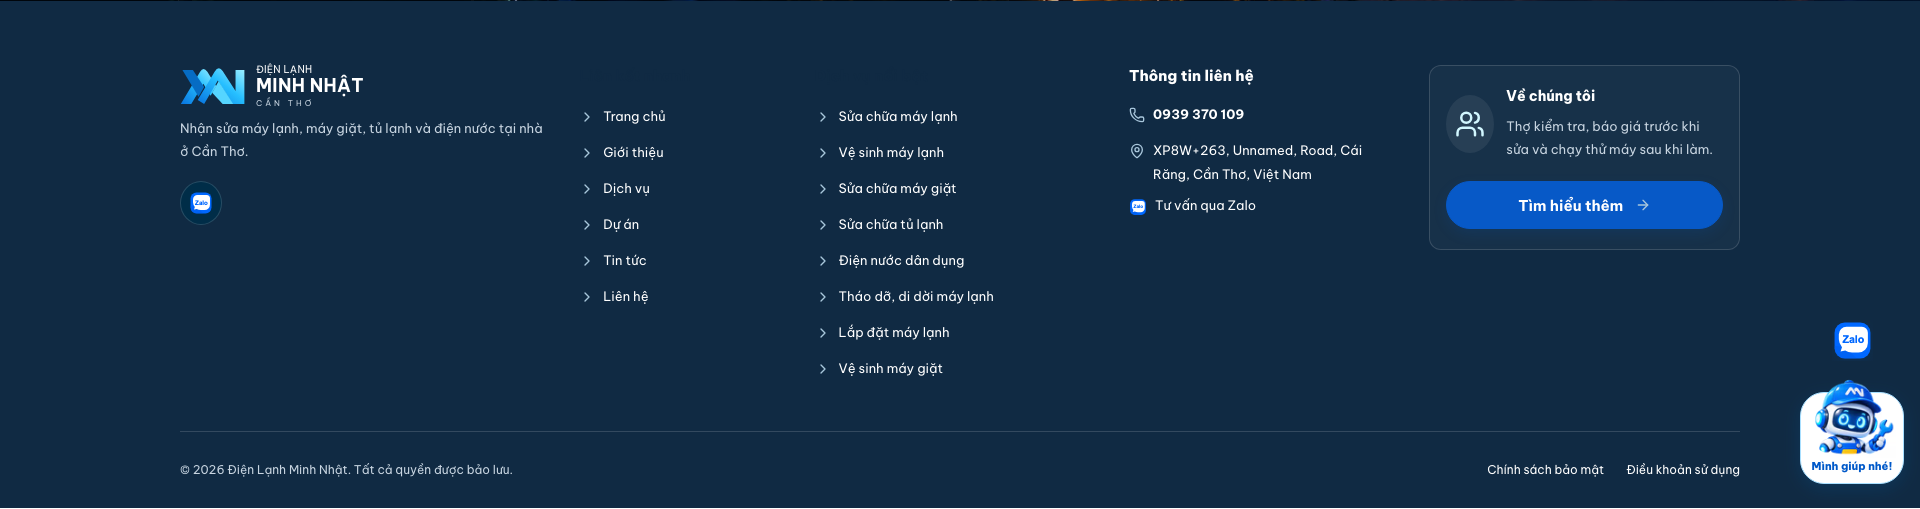 ĐIỆN LẠNH
MINH NHẬT
CẦN THƠ
Nhận sửa máy lạnh, máy giặt, tủ lạnh và điện nước tại nhà
ở Cần Thơ.
Zalo
Trang chủ
Giới thiệu
Dịch vụ
Dự án
Tin tức
Liên hệ
Sửa chữa máy lạnh
Vệ sinh máy lạnh
Sửa chữa máy giặt
Sửa chữa tủ lạnh
Điện nước dân dụng
Tháo dỡ, di dời máy lạnh
Lắp đặt máy lạnh
Vệ sinh máy giặt
Thông tin liên hệ
0939 370 109
XP8W+263, Unnamed, Road, Cái
Răng, Cần Thơ, Việt Nam
Zalo
Tư vấn qua Zalo
Về chúng tôi
Thợ kiểm tra, báo giá trước khi
sửa và chạy thử máy sau khi làm.
Tìm hiểu thêm
Zalo
Mình giúp nhé!
© 2026 Điện Lạnh Minh Nhật. Tất cả quyền được bảo lưu.
Chính sách bảo mật
Điều khoản sử dụng